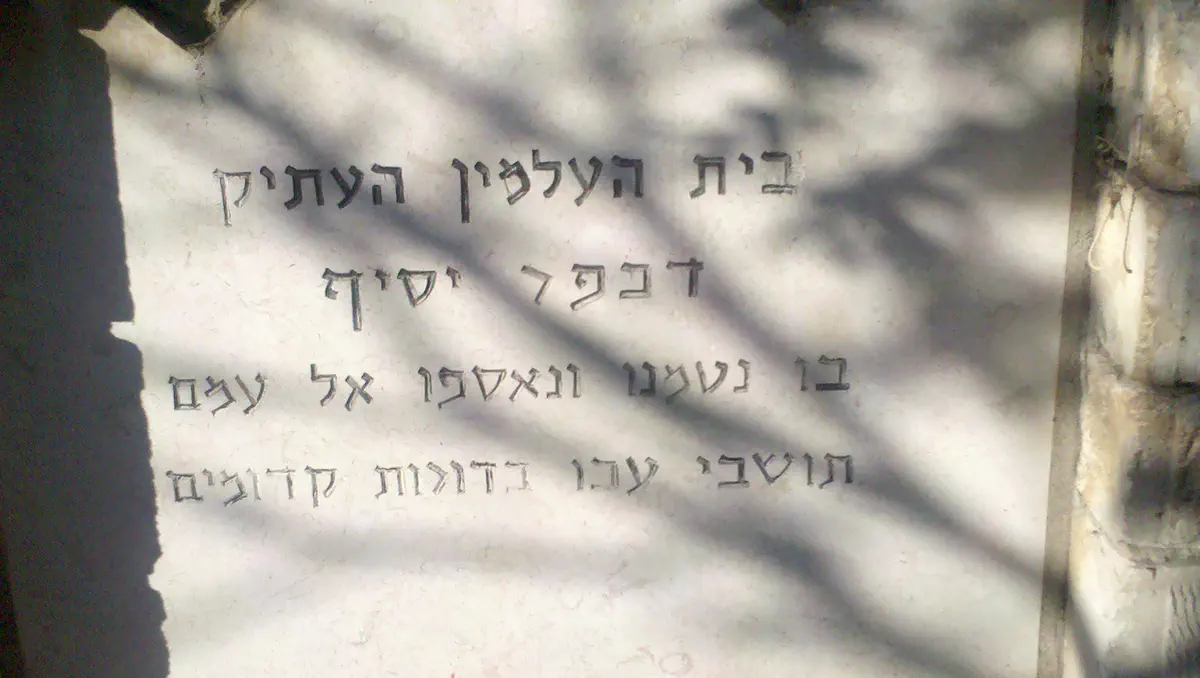 בית העלמין העתיק
דכפר יסיף
בו נטמנו ונאספו אל עמם
תושבי עכו בדורות קדומים